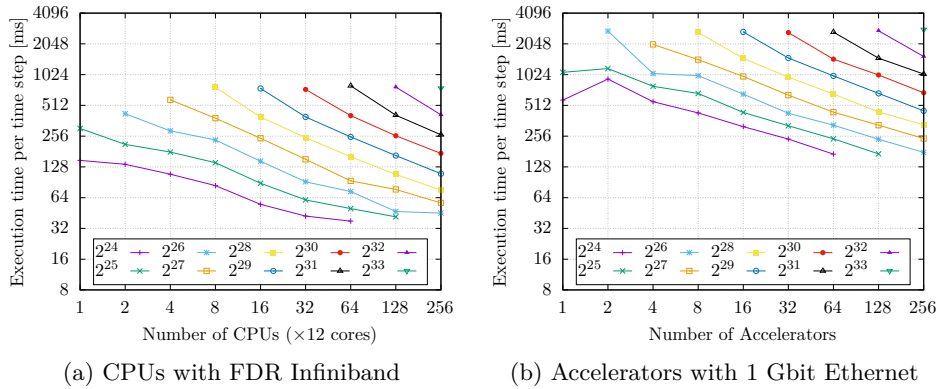 Execution time per time step [ms]
4096
2048
1024
512
256
128
64
32
16
8
2^24 2^26 2^28 2^30 2^32
2^25 2^27 2^29 2^31 2^33
1 2 4 8 16 32 64 128 256
Number of CPUs (×12 cores)
(a) CPUs with FDR Infiniband
Execution time per time step [ms]
4096
2048
1024
512
256
128
64
32
16
8
2^24 2^26 2^28 2^30 2^32
2^25 2^27 2^29 2^31 2^33
1 2 4 8 16 32 64 128 256
Number of Accelerators
(b) Accelerators with 1 Gbit Ethernet